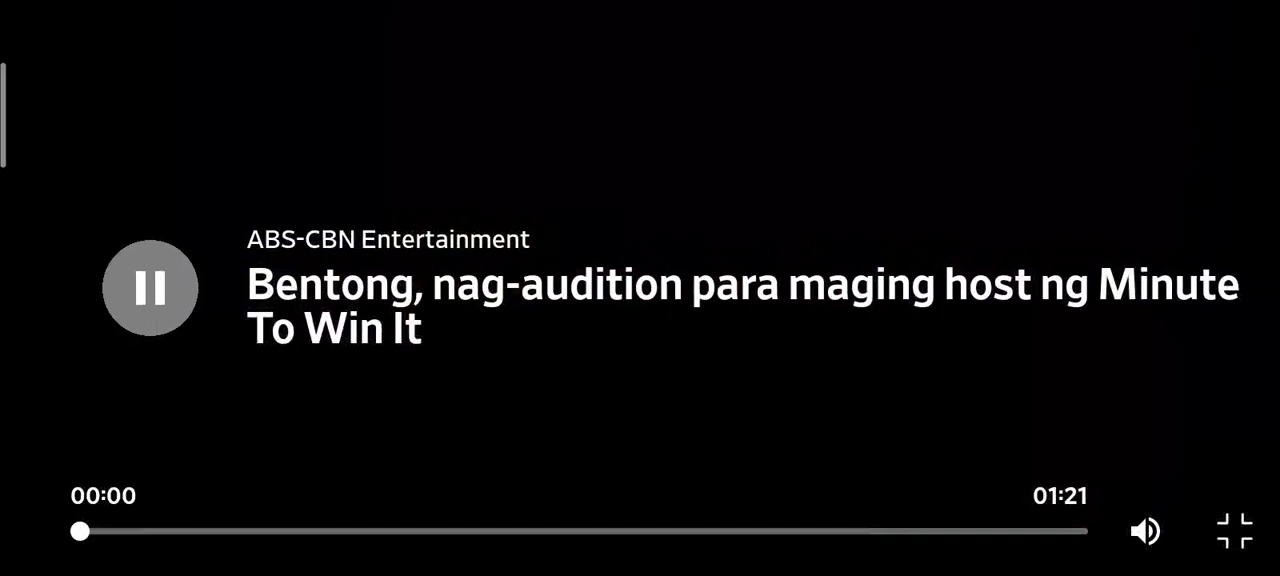 ABS-CBN Entertainment
Bentong, nag-audition para maging host ng Minute
To Win It
00:00
01:21